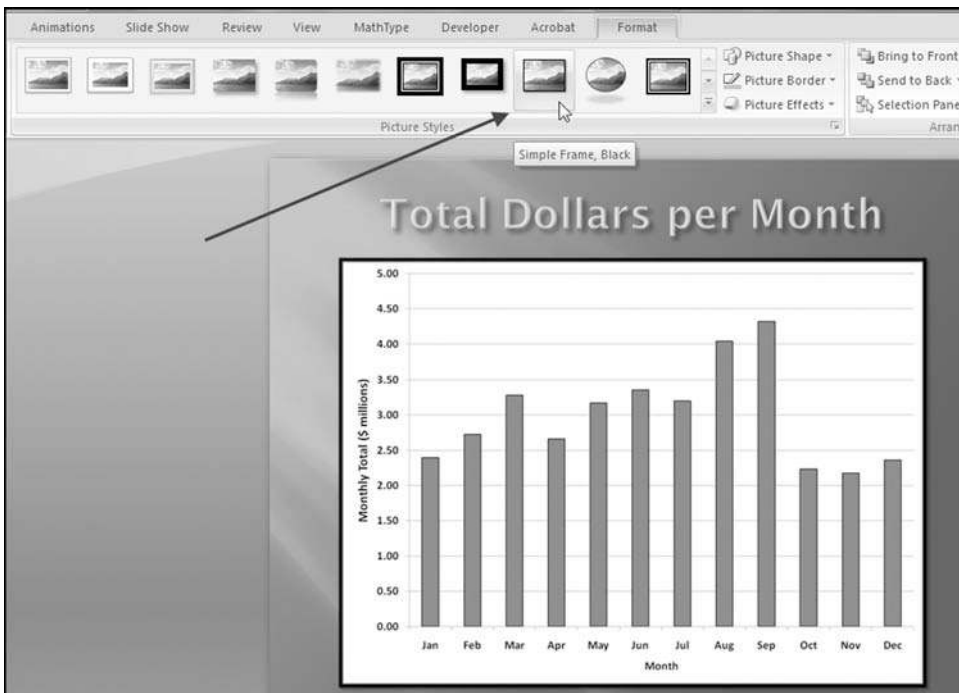 Animations Slide Show Review View MathType Developer Acrobat Format
Picture Shape
Picture Border
Picture Effects
Bring to Front
Send to Back
Selection Pane
Picture Styles
Arran
Simple Frame, Black
Total Dollars per Month
Monthly Total ($ millions)
5.00
4.50
4.00
3.50
3.00
2.50
2.00
1.50
1.00
0.50
0.00
Jan Feb Mar Apr May Jun Jul Aug Sep Oct Nov Dec
Month